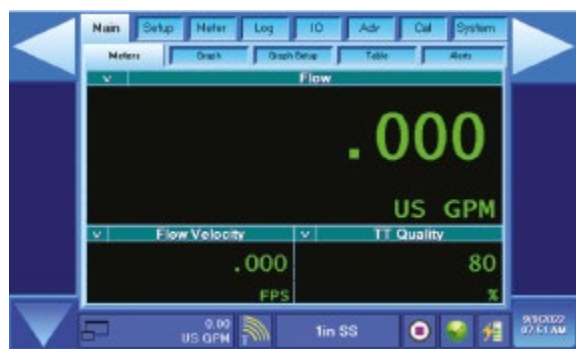 Main Setup Meter Log IO Adv Cal System
Meters Graph Graph Setup Table Alerts
Flow
.000
US GPM
Flow Velocity TT Quality
.000 80
FPS %
0.00
US GPM
1in SS
9/9/2022
07:51 AM